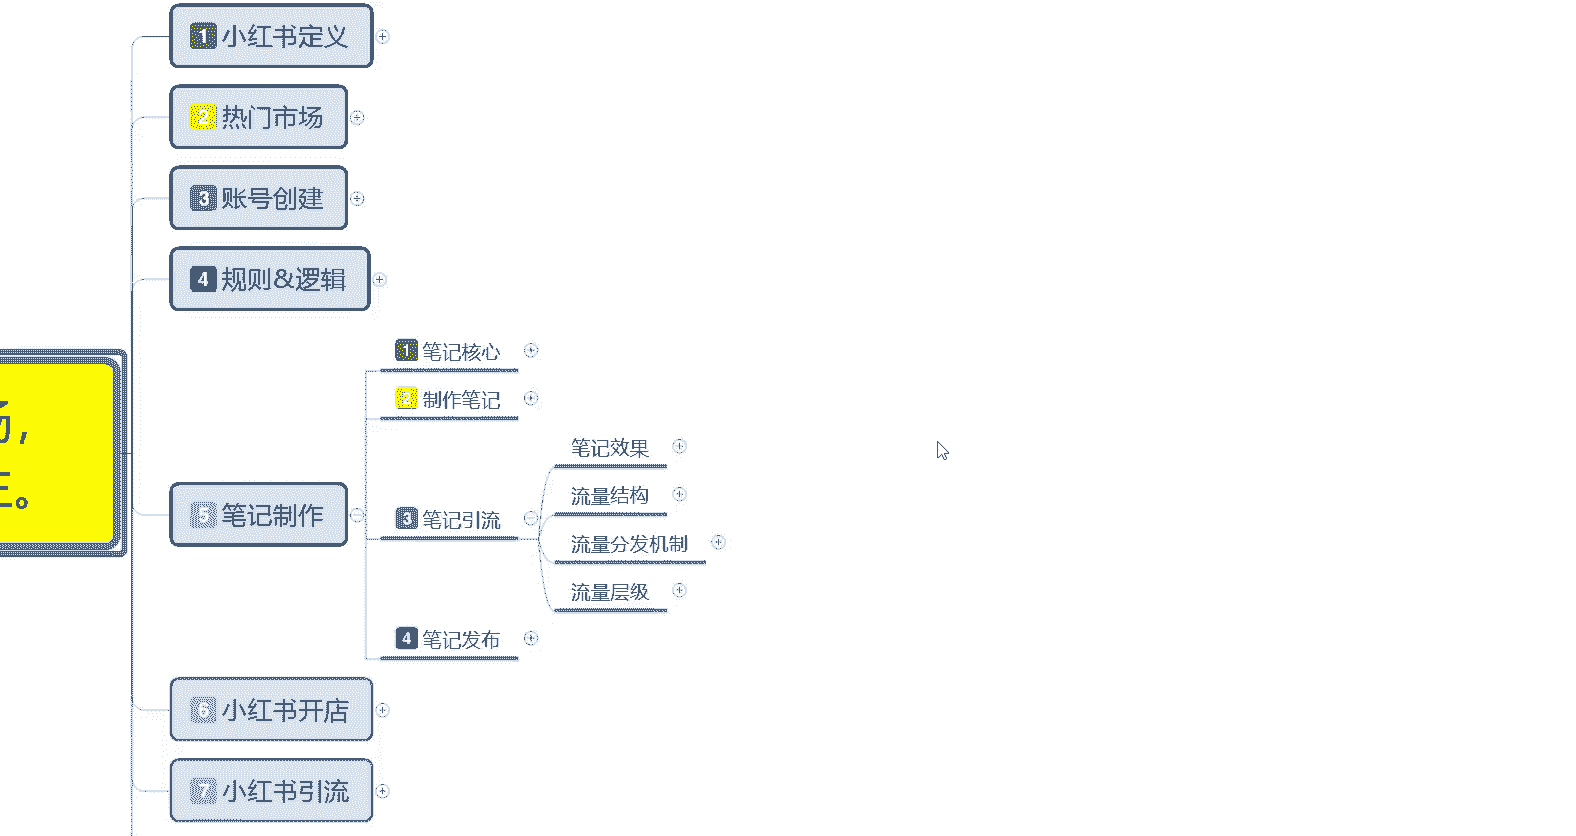 1 小红书定义
2 热门市场
3 账号创建
4 规则&逻辑
场，
主。
5 笔记制作
1 笔记核心
2 制作笔记
3 笔记引流
笔记效果
流量结构
流量分发机制
流量层级
4 笔记发布
6 小红书开店
7 小红书引流